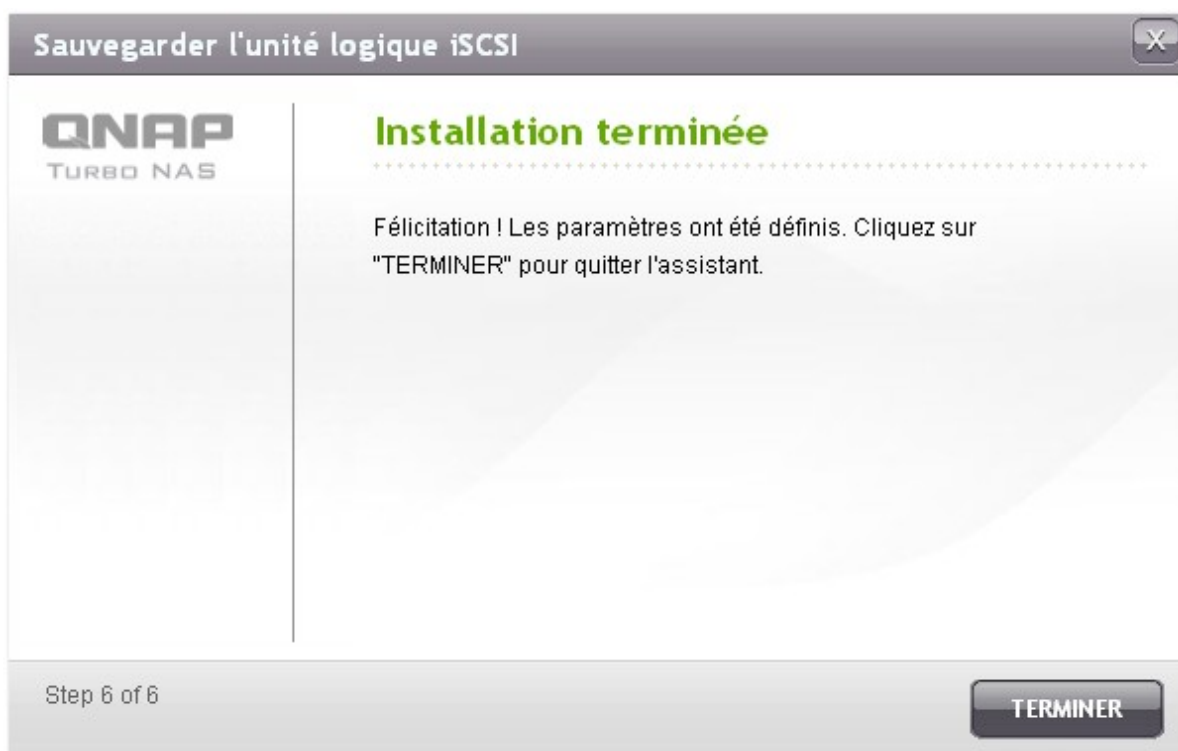 Sauvegarder l'unité logique iSCSI
QNAP
TURBO NAS
Installation terminée
Félicitation ! Les paramètres ont été définis. Cliquez sur
"TERMINER" pour quitter l'assistant.
Step 6 of 6
TERMINER